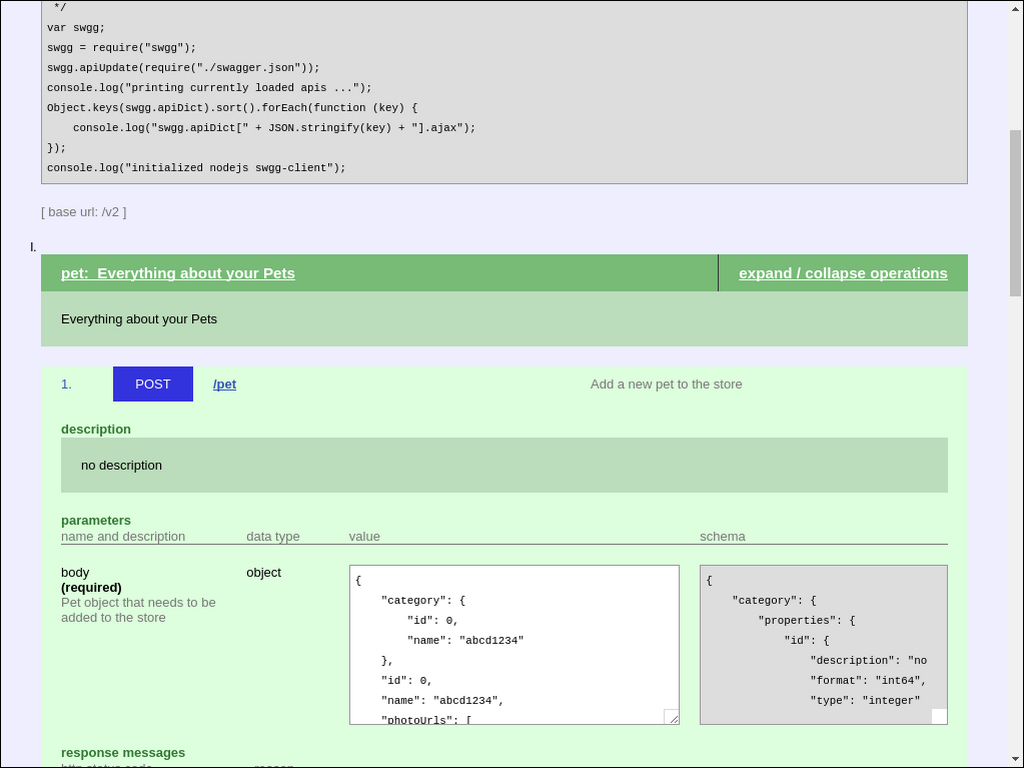 */
var swgg;
swgg = require("swgg");
swgg.apiUpdate(require("./swagger.json"));
console.log("printing currently loaded apis ...");
Object.keys(swgg.apiDict).sort().forEach(function (key) {
    console.log("swgg.apiDict[" + JSON.stringify(key) + "].ajax");
});
console.log("initialized nodejs swgg-client");
[ base url: /v2 ]
I.
pet:  Everything about your Pets
expand / collapse operations
Everything about your Pets
1. POST /pet Add a new pet to the store
description
no description
parameters
name and description data type value schema
body
(required)
Pet object that needs to be
added to the store
object
{
    "category": {
        "id": 0,
        "name": "abcd1234"
    },
    "id": 0,
    "name": "abcd1234",
    "photoUrls": [
{
    "category": {
        "properties": {
            "id": {
                "description": "no
                "format": "int64",
                "type": "integer"
response messages
http status code reason